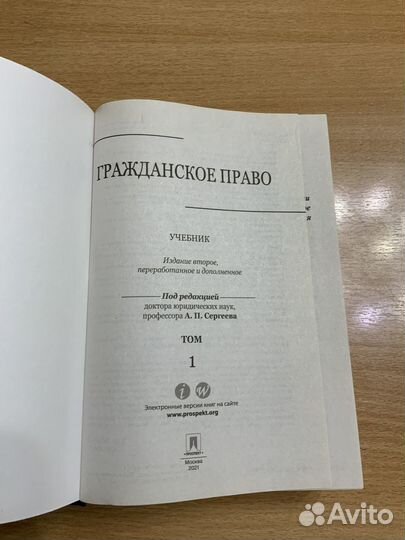 ГРАЖДАНСКОЕ ПРАВО
УЧЕБНИК
Издание второе,
переработанное и дополненное
Под редакцией
доктора юридических наук,
профессора А. П. Сергеева
ТОМ
1
Электронные версии книг на сайте
www.prospekt.org
•ПРОСПЕКТ•
Москва
2021
Avito